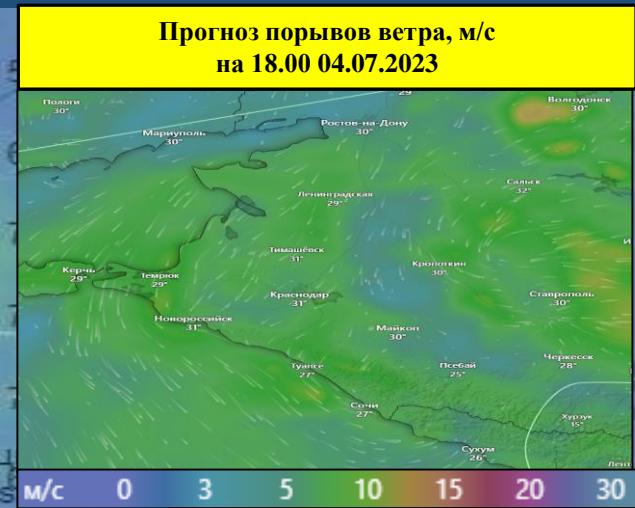 Прогноз порывов ветра, м/с
на 18.00 04.07.2023
29
Пологи
30°
Волгодонск
30°
Мариуполь
30°
Ростов-на-Дону
30°
Сальск
32°
Ленинградская
29°
Тимашёвск
31°
Кропоткин
30°
Керчь
29°
Темрюк
29°
Краснодар
31°
Ставрополь
30°
Новороссийск
31°
Майкоп
30°
Туапсе
27°
Псебай
25°
Черкесск
28°
Сочи
27°
Хурзук
15°
Сухум
26°
м/с 0 3 5 10 15 20 30